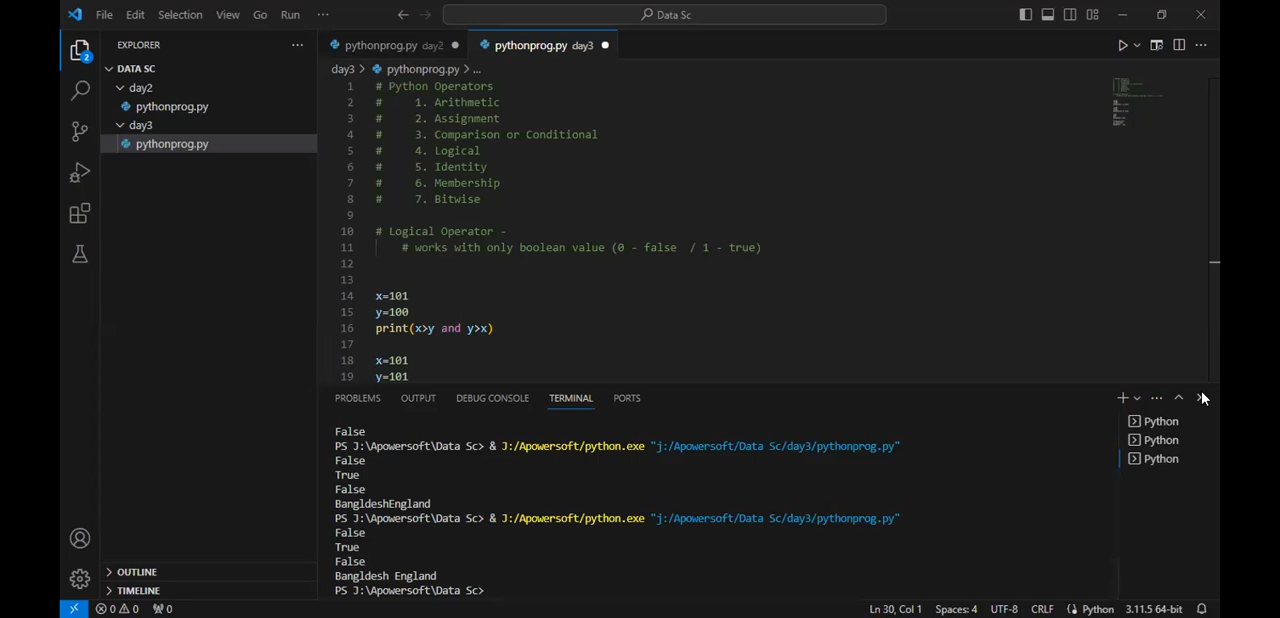 File Edit Selection View Go Run ··· Data Sc
EXPLORER
pythonprog.py day2
pythonprog.py day3
DATA SC
day2
pythonprog.py
day3
pythonprog.py
2
day3 > pythonprog.py > ...
1 # Python Operators
2 # 1. Arithmetic
3 # 2. Assignment
4 # 3. Comparison or Conditional
5 # 4. Logical
6 # 5. Identity
7 # 6. Membership
8 # 7. Bitwise
9
10 # Logical Operator -
11 # works with only boolean value (0 - false / 1 - true)
12
13
14 x=101
15 y=100
16 print(x>y and y>x)
17
18 x=101
19 y=101
PROBLEMS OUTPUT DEBUG CONSOLE TERMINAL PORTS
False
PS J:\Apowersoft\Data Sc> & J:/Apowersoft/python.exe "j:/Apowersoft/Data Sc/day3/pythonprog.py"
False
True
False
BangldeshEngland
PS J:\Apowersoft\Data Sc> & J:/Apowersoft/python.exe "j:/Apowersoft/Data Sc/day3/pythonprog.py"
False
True
False
Bangldesh England
PS J:\Apowersoft\Data Sc>
Python
Python
Python
OUTLINE
TIMELINE
0 0 0 Ln 30, Col 1 Spaces: 4 UTF-8 CRLF Python 3.11.5 64-bit